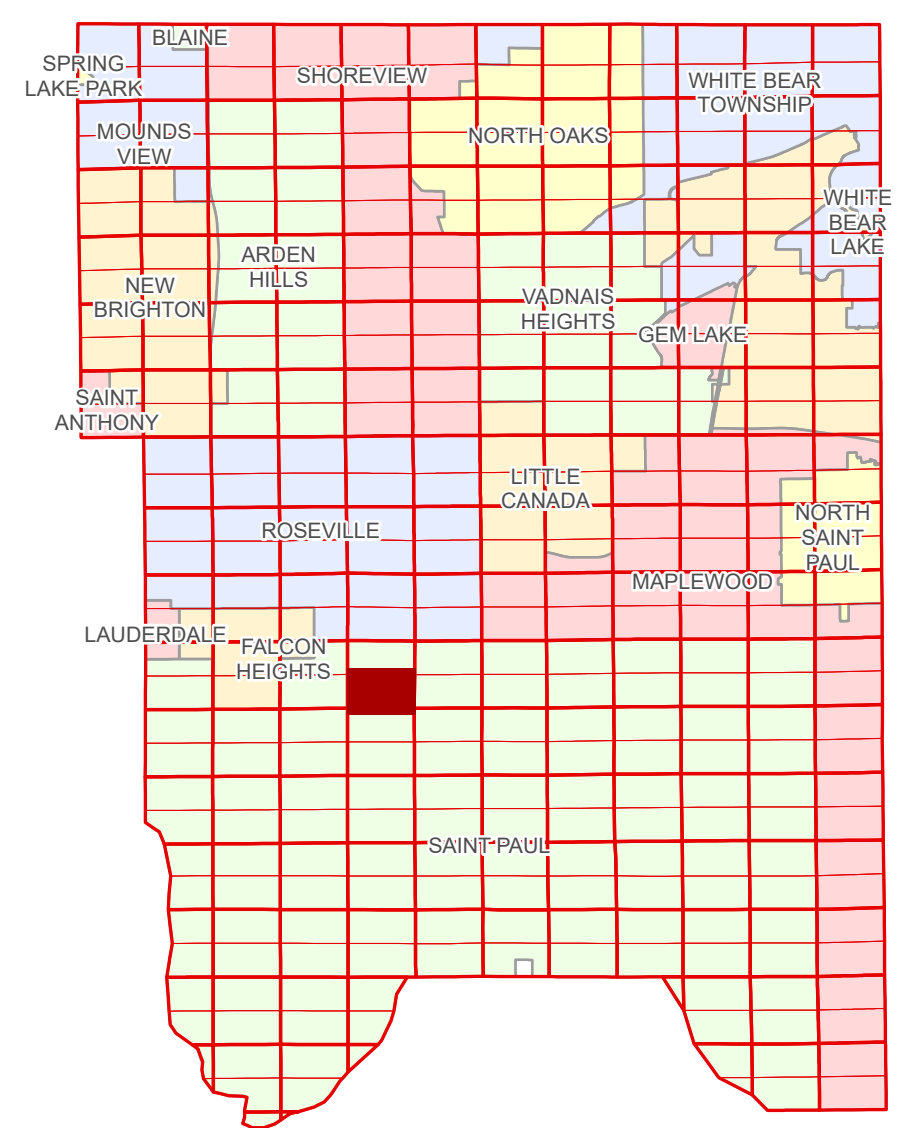 BLAINE
SPRING
LAKE PARK
SHOREVIEW
WHITE BEAR
TOWNSHIP
MOUNDS
VIEW
NORTH OAKS
WHITE
BEAR
LAKE
ARDEN
HILLS
NEW
BRIGHTON
VADNAIS
HEIGHTS
GEM LAKE
SAINT
ANTHONY
LITTLE
CANADA
ROSEVILLE
NORTH
SAINT
PAUL
MAPLEWOOD
LAUDERDALE
FALCON
HEIGHTS
SAINT PAUL